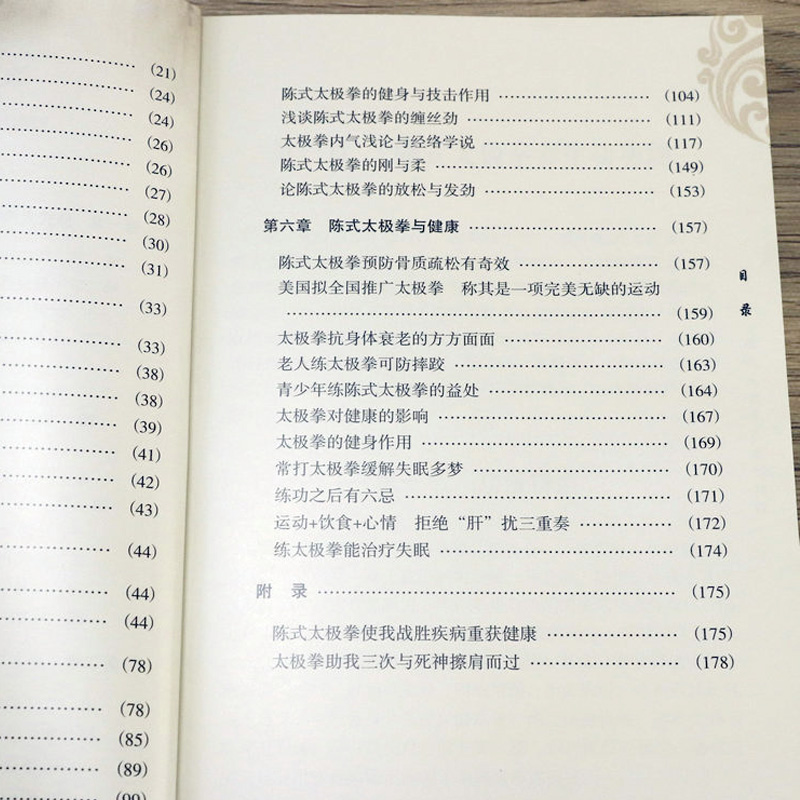 (21)
(24)
(24)
(26)
(26)
(27)
(28)
(30)
(31)
(33)
(33)
(38)
(38)
(39)
(41)
(42)
(43)
(44)
(44)
(44)
(78)
(78)
(85)
(89)
(99)
陈式太极拳的健身与技击作用 (104)
浅谈陈式太极拳的缠丝劲 (111)
太极拳内气浅论与经络学说 (117)
陈式太极拳的刚与柔 (149)
论陈式太极拳的放松与发劲 (153)
第六章 陈式太极拳与健康 (157)
陈式太极拳预防骨质疏松有奇效 (157)
美国拟全国推广太极拳 称其是一项完美无缺的运动
(159)
太极拳抗身体衰老的方方面面 (160)
老人练太极拳可防摔跤 (163)
青少年练陈式太极拳的益处 (164)
太极拳对健康的影响 (167)
太极拳的健身作用 (169)
常打太极拳缓解失眠多梦 (170)
练功之后有六忌 (171)
运动+饮食+心情 拒绝“肝”扰三重奏 (172)
练太极拳能治疗失眠 (174)
附 录 (175)
陈式太极拳使我战胜疾病重获健康 (175)
太极拳助我三次与死神擦肩而过 (178)
目录